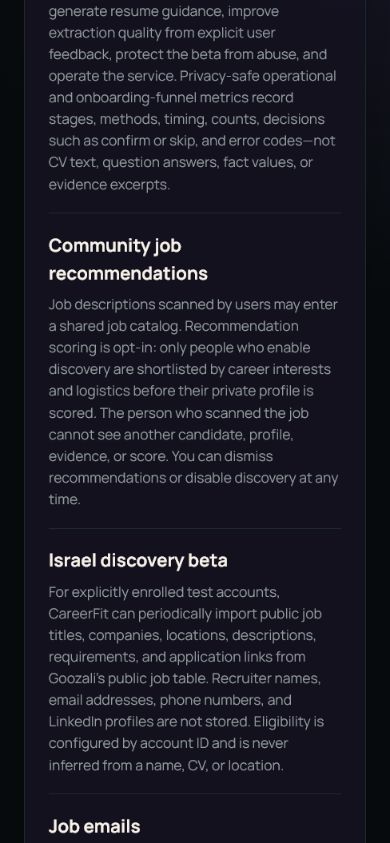 generate resume guidance, improve
extraction quality from explicit user
feedback, protect the beta from abuse, and
operate the service. Privacy-safe operational
and onboarding-funnel metrics record
stages, methods, timing, counts, decisions
such as confirm or skip, and error codes—not
CV text, question answers, fact values, or
evidence excerpts.
Community job
recommendations
Job descriptions scanned by users may enter
a shared job catalog. Recommendation
scoring is opt-in: only people who enable
discovery are shortlisted by career interests
and logistics before their private profile is
scored. The person who scanned the job
cannot see another candidate, profile,
evidence, or score. You can dismiss
recommendations or disable discovery at any
time.
Israel discovery beta
For explicitly enrolled test accounts,
CareerFit can periodically import public job
titles, companies, locations, descriptions,
requirements, and application links from
Goozali's public job table. Recruiter names,
email addresses, phone numbers, and
LinkedIn profiles are not stored. Eligibility is
configured by account ID and is never
inferred from a name, CV, or location.
Job emails